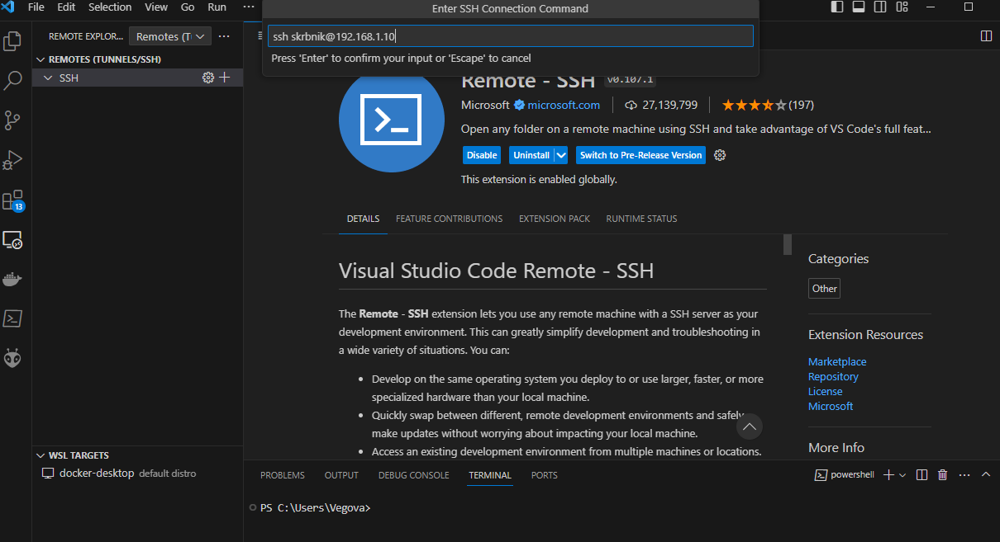 File Edit Selection View Go Run ···
Enter SSH Connection Command
ssh skrbnik@192.168.1.10
Press 'Enter' to confirm your input or 'Escape' to cancel
REMOTE EXPLOR... Remotes (T ···
REMOTES (TUNNELS/SSH)
SSH
13
WSL TARGETS
docker-desktop default distro
Remote - SSH v0.107.1
Microsoft microsoft.com 27,139,799 (197)
Open any folder on a remote machine using SSH and take advantage of VS Code's full feat...
Disable Uninstall Switch to Pre-Release Version
This extension is enabled globally.
DETAILS FEATURE CONTRIBUTIONS EXTENSION PACK RUNTIME STATUS
Visual Studio Code Remote - SSH
The Remote - SSH extension lets you use any remote machine with a SSH server as your
development environment. This can greatly simplify development and troubleshooting in
a wide variety of situations. You can:
• Develop on the same operating system you deploy to or use larger, faster, or more
specialized hardware than your local machine.
• Quickly swap between different, remote development environments and safely
make updates without worrying about impacting your local machine.
• Access an existing development environment from multiple machines or locations.
Categories
Other
Extension Resources
Marketplace
Repository
License
Microsoft
More Info
PROBLEMS OUTPUT DEBUG CONSOLE TERMINAL PORTS powershell ···
PS C:\Users\Vegova>